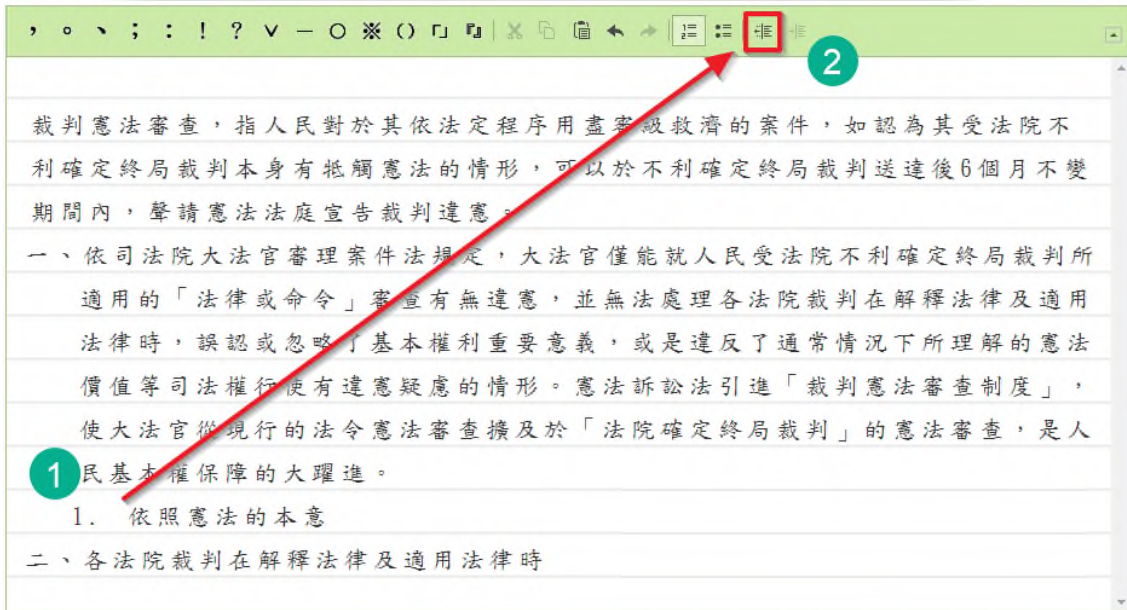 ， 。 、 ； ： ！ ？ ∨ — ○ ※ （） 「」 『』
2
裁判憲法審查，指人民對於其依法定程序用盡審級救濟的案件，如認為其受法院不
利確定終局裁判本身有牴觸憲法的情形，可以於不利確定終局裁判送達後6個月不變
期間內，聲請憲法法庭宣告裁判違憲。
一、依司法院大法官審理案件法規定，大法官僅能就人民受法院不利確定終局裁判所
適用的「法律或命令」審查有無違憲，並無法處理各法院裁判在解釋法律及適用
法律時，誤認或忽略了基本權利重要意義，或是違反了通常情況下所理解的憲法
價值等司法權行使有違憲疑慮的情形。憲法訴訟法引進「裁判憲法審查制度」，
使大法官從現行的法令憲法審查擴及於「法院確定終局裁判」的憲法審查，是人
1 民基本權保障的大躍進。
1. 依照憲法的本意
二、各法院裁判在解釋法律及適用法律時